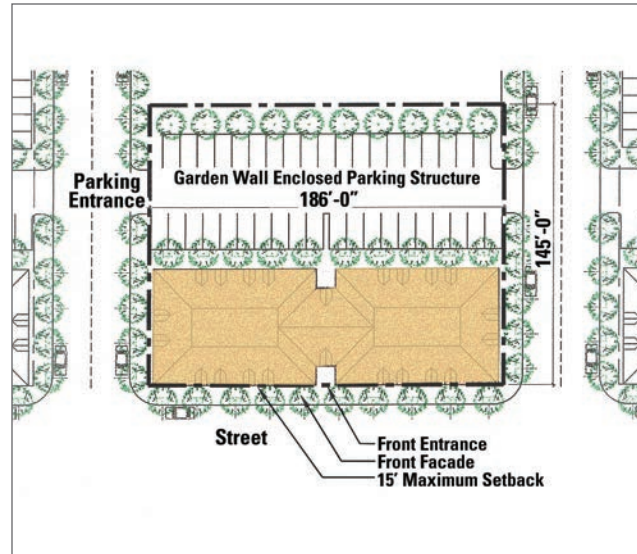 Parking
Entrance
Garden Wall Enclosed Parking Structure
186'-0"
145'-0"
Street
Front Entrance
Front Facade
15' Maximum Setback